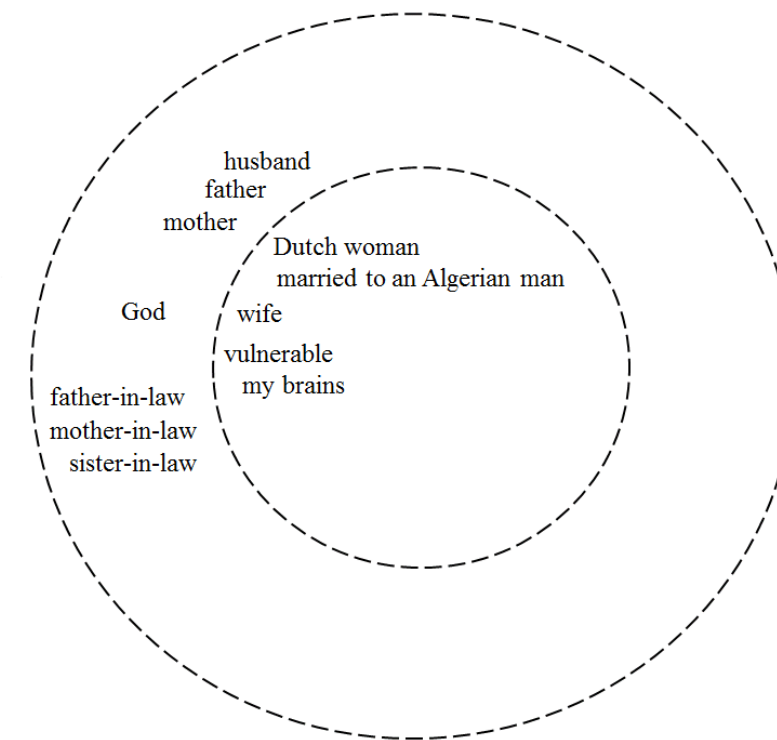 husband
father
mother
Dutch woman
married to an Algerian man
God
wife
vulnerable
my brains
father-in-law
mother-in-law
sister-in-law